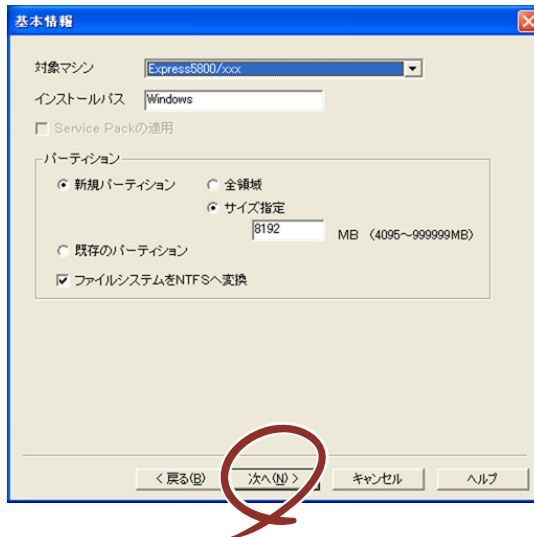 基本情報
対象マシン Express5800/xxx
インストールパス Windows
Service Packの適用
パーティション
新規パーティション 全領域
サイズ指定
8192 MB (4095～999999MB)
既存のパーティション
ファイルシステムをNTFSへ変換
< 戻る(B) 次へ(N) > キャンセル ヘルプ